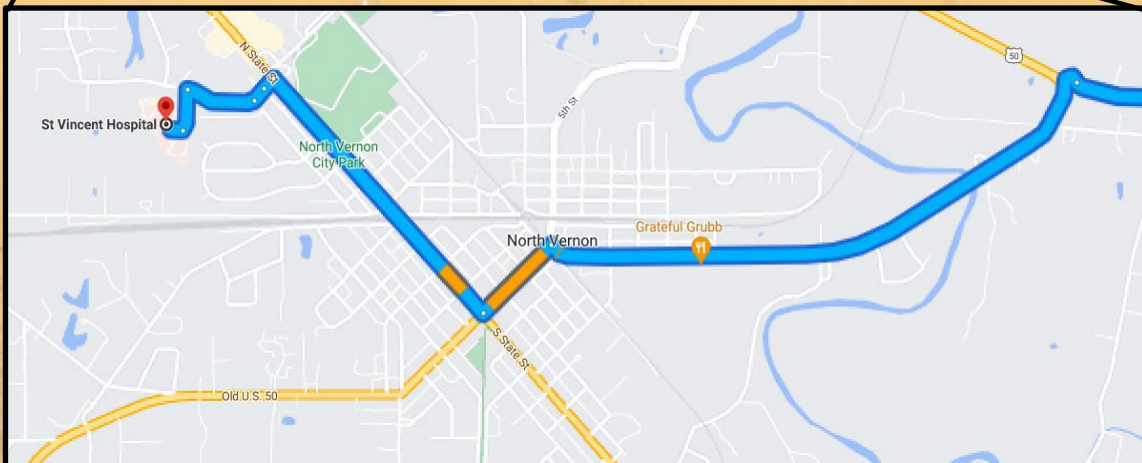 N State St
50
St Vincent Hospital
5th St
North Vernon
City Park
Grateful Grubb
North Vernon
S State St
Old U.S. 50